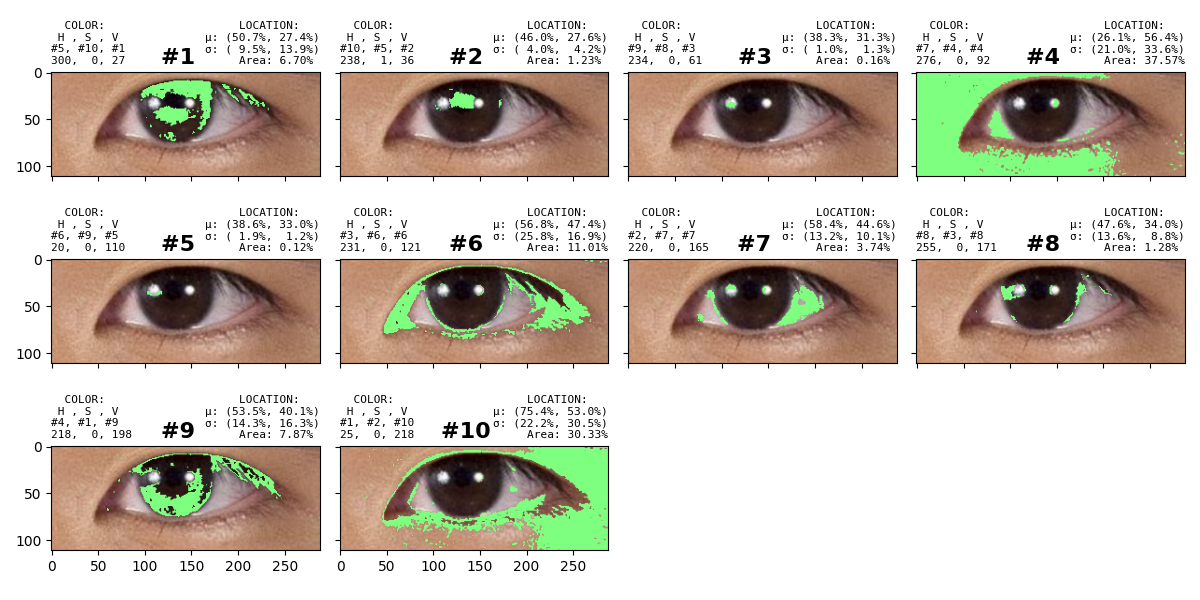 COLOR: LOCATION:
H , S , V μ: (50.7%, 27.4%)
#5, #10, #1 #1 σ: ( 9.5%, 13.9%)
300, 0, 27 Area: 6.70%
COLOR: LOCATION:
H , S , V μ: (46.0%, 27.6%)
#10, #5, #2 #2 σ: ( 4.0%, 4.2%)
238, 1, 36 Area: 1.23%
COLOR: LOCATION:
H , S , V μ: (38.3%, 31.3%)
#9, #8, #3 #3 σ: ( 1.0%, 1.3%)
234, 0, 61 Area: 0.16%
COLOR: LOCATION:
H , S , V μ: (26.1%, 56.4%)
#7, #4, #4 #4 σ: (21.0%, 33.6%)
276, 0, 92 Area: 37.57%
0
50
100
COLOR: LOCATION:
H , S , V μ: (38.6%, 33.0%)
#6, #9, #5 #5 σ: ( 1.9%, 1.2%)
20, 0, 110 Area: 0.12%
COLOR: LOCATION:
H , S , V μ: (56.8%, 47.4%)
#3, #6, #6 #6 σ: (25.8%, 16.9%)
231, 0, 121 Area: 11.01%
COLOR: LOCATION:
H , S , V μ: (58.4%, 44.6%)
#2, #7, #7 #7 σ: (13.2%, 10.1%)
220, 0, 165 Area: 3.74%
COLOR: LOCATION:
H , S , V μ: (47.6%, 34.0%)
#8, #3, #8 #8 σ: (13.6%, 8.8%)
255, 0, 171 Area: 1.28%
0
50
100
COLOR: LOCATION:
H , S , V μ: (53.5%, 40.1%)
#4, #1, #9 #9 σ: (14.3%, 16.3%)
218, 0, 198 Area: 7.87%
COLOR: LOCATION:
H , S , V μ: (75.4%, 53.0%)
#1, #2, #10 #10 σ: (22.2%, 30.5%)
25, 0, 218 Area: 30.33%
0
50
100
0 50 100 150 200 250
0 50 100 150 200 250